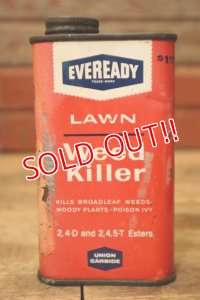 EVEREADY
TRADE-MARK
LAWN
SOLD OUT!!
Weed
Killer
KILLS BROADLEAF WEEDS-
WOODY PLANTS-POISON IVY
2,4-D and 2,4,5-T Esters
UNION
CARBIDE